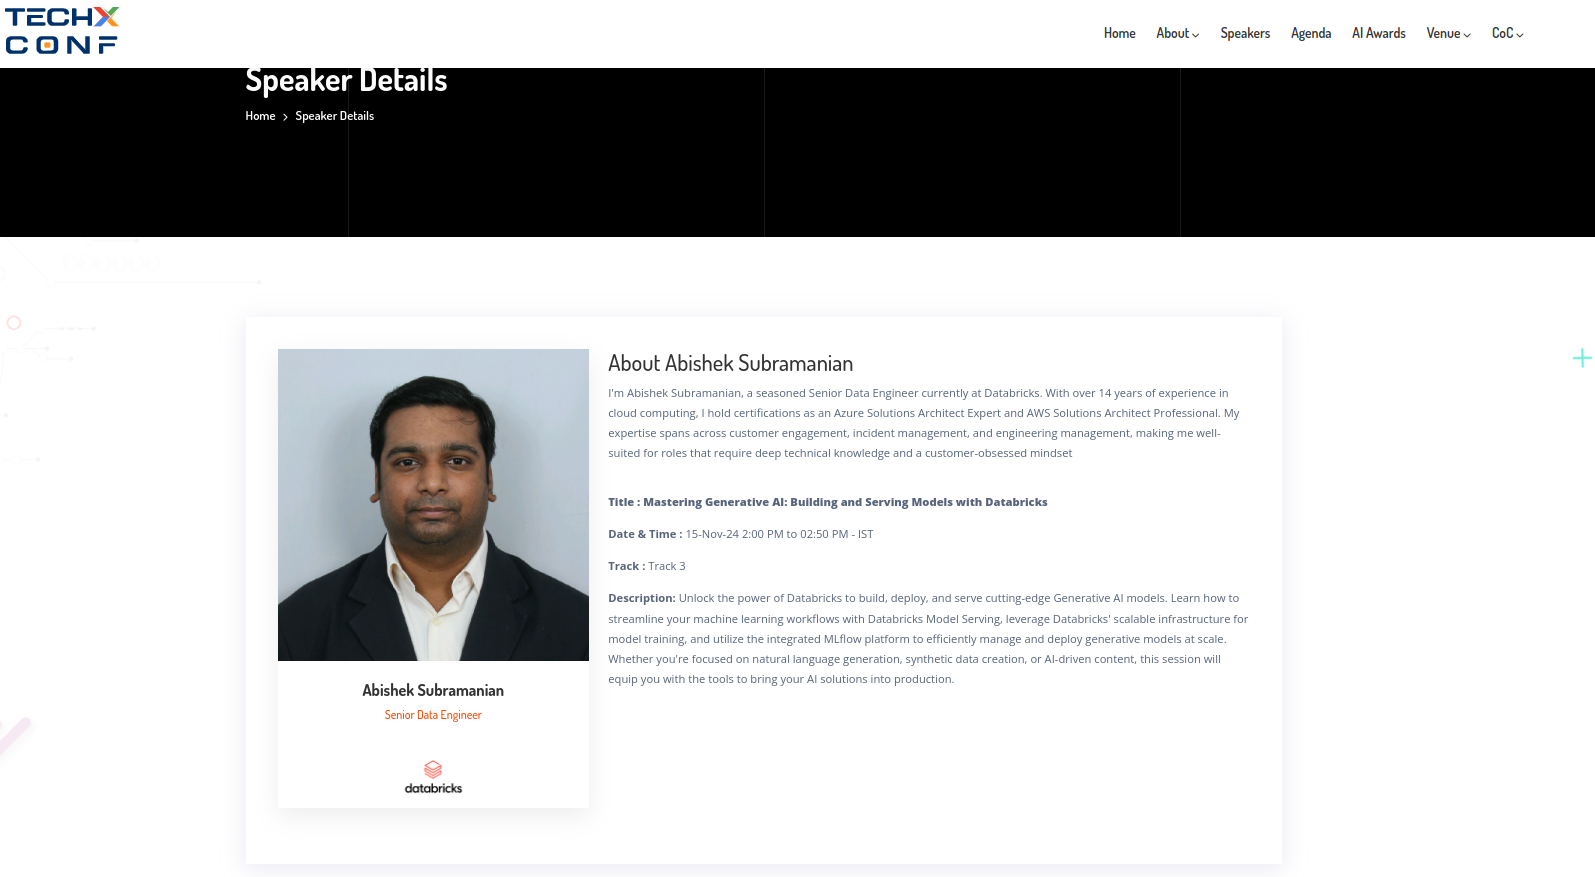 TECHX
CONF
Home
About
Speakers
Agenda
AI Awards
Venue
CoC
Speaker Details
Home > Speaker Details
About Abishek Subramanian
I'm Abishek Subramanian, a seasoned Senior Data Engineer currently at Databricks. With over 14 years of experience in
cloud computing, I hold certifications as an Azure Solutions Architect Expert and AWS Solutions Architect Professional. My
expertise spans across customer engagement, incident management, and engineering management, making me well-
suited for roles that require deep technical knowledge and a customer-obsessed mindset
Title : Mastering Generative AI: Building and Serving Models with Databricks
Date & Time : 15-Nov-24 2:00 PM to 02:50 PM - IST
Track : Track 3
Description: Unlock the power of Databricks to build, deploy, and serve cutting-edge Generative AI models. Learn how to
streamline your machine learning workflows with Databricks Model Serving, leverage Databricks' scalable infrastructure for
model training, and utilize the integrated MLflow platform to efficiently manage and deploy generative models at scale.
Whether you're focused on natural language generation, synthetic data creation, or AI-driven content, this session will
equip you with the tools to bring your AI solutions into production.
Abishek Subramanian
Senior Data Engineer
databricks